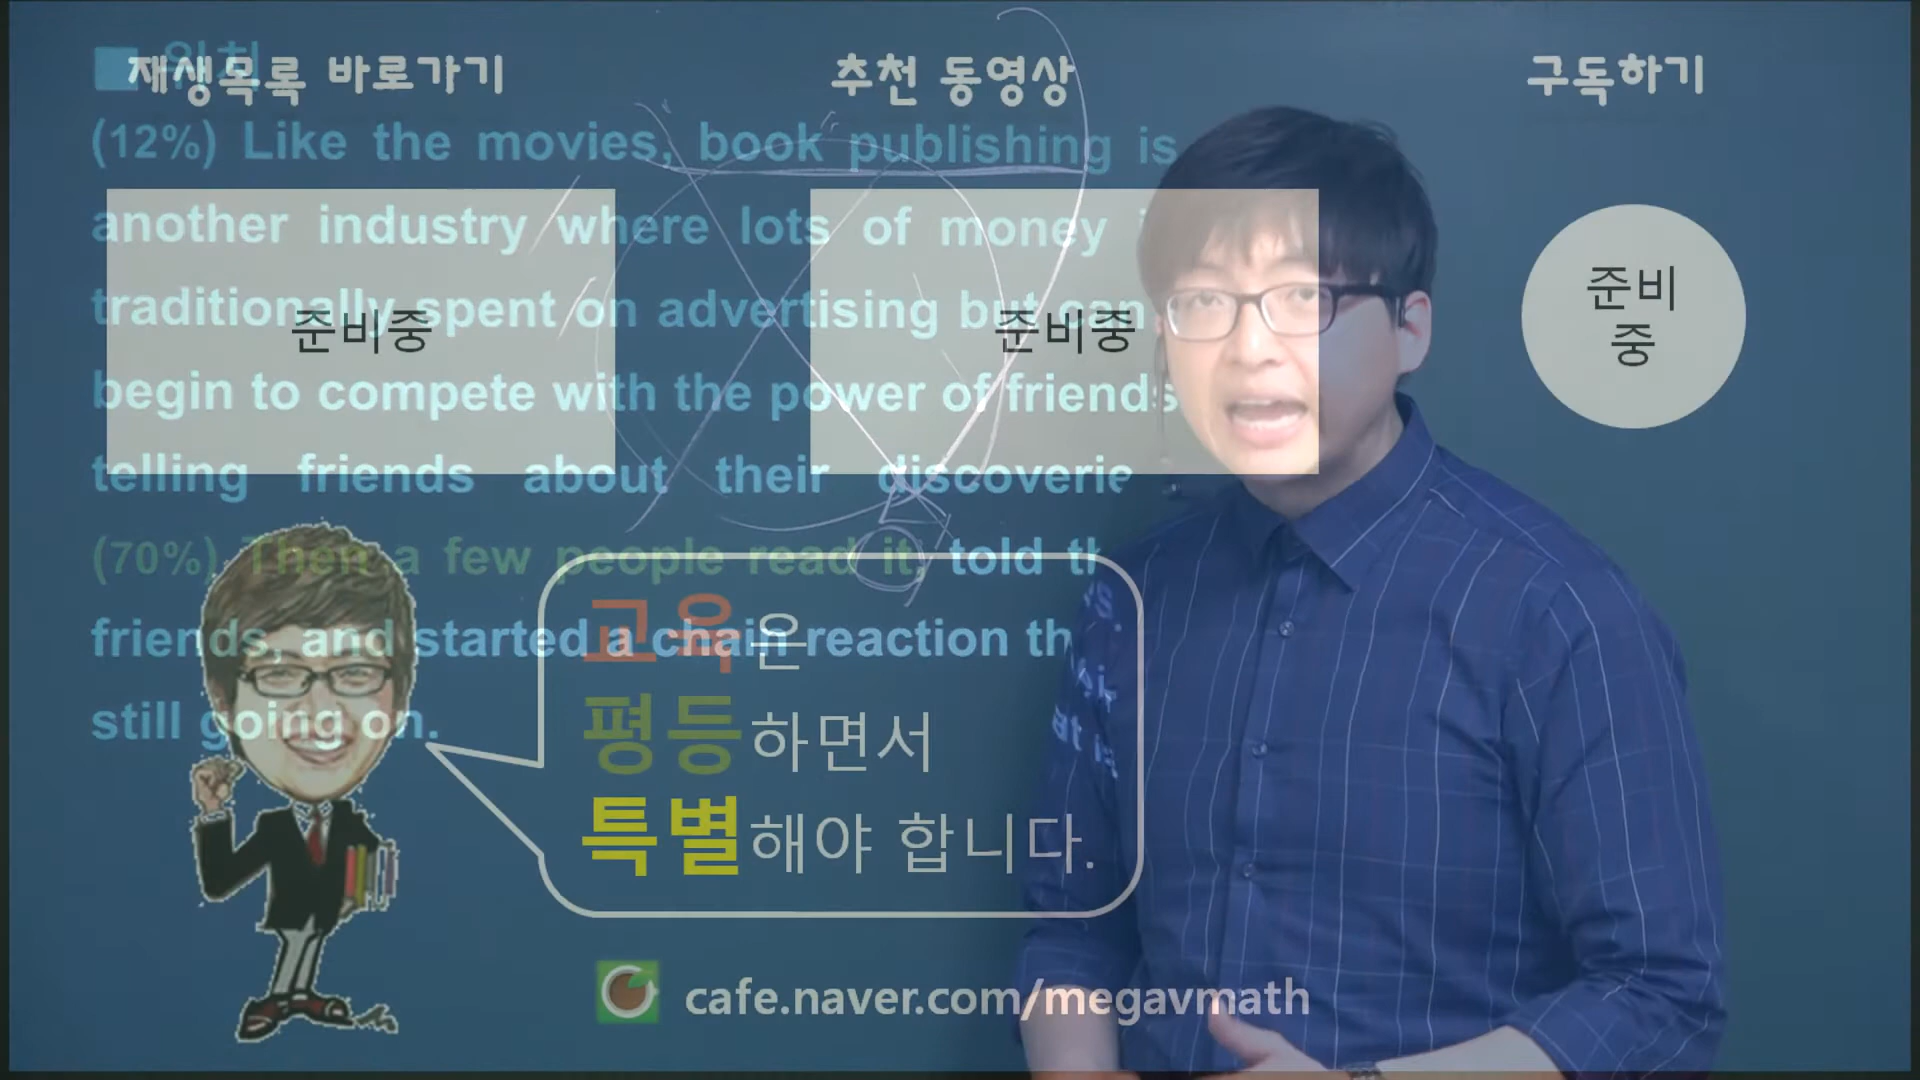 ■ 위치
재생목록 바로가기
추천 동영상
구독하기
(12%) Like the movies, book publishing is
another industry where lots of money
traditionally spent on advertising but can
begin to compete with the power of friends
telling friends about their
(70%) Then a few people read it, told
friends, and started a chain reaction
still going on.
준비중
준비중
준비
중
교육은
평등하면서
특별해야 합니다.
cafe.naver.com/megavmath